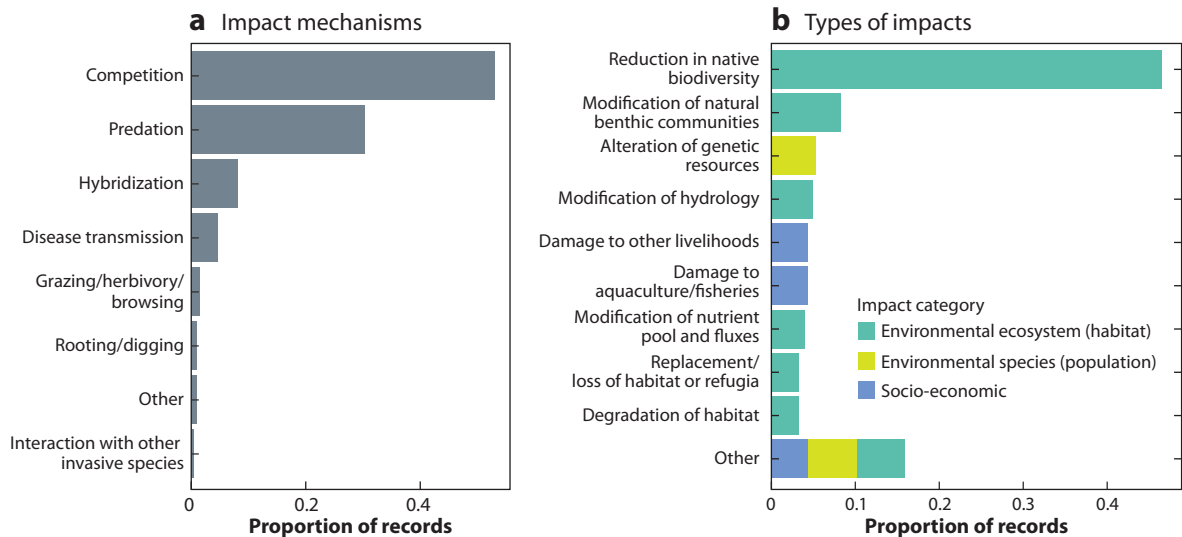 a Impact mechanisms
Competition
Predation
Hybridization
Disease transmission
Grazing/herbivory/
browsing
Rooting/digging
Other
Interaction with other
invasive species
0
0.2
0.4
Proportion of records
b Types of impacts
Reduction in native
biodiversity
Modification of natural
benthic communities
Alteration of genetic
resources
Modification of hydrology
Damage to other livelihoods
Damage to
aquaculture/fisheries
Modification of nutrient
pool and fluxes
Replacement/
loss of habitat or refugia
Degradation of habitat
Other
Impact category
Environmental ecosystem (habitat)
Environmental species (population)
Socio-economic
0
0.1
0.2
0.3
0.4
Proportion of records